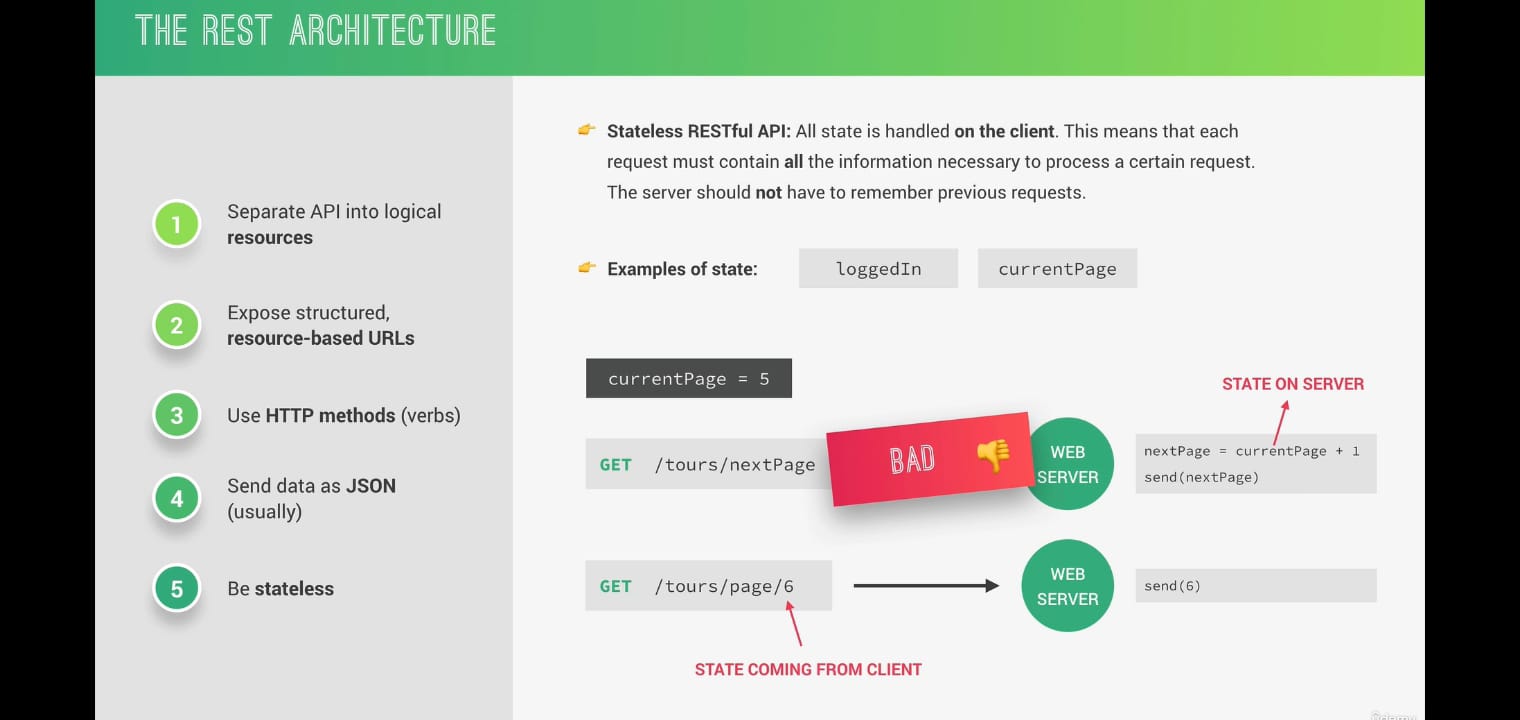 THE REST ARCHITECTURE
1
Separate API into logical
resources
2
Expose structured,
resource-based URLs
3
Use HTTP methods (verbs)
4
Send data as JSON
(usually)
5
Be stateless
👉 Stateless RESTful API: All state is handled on the client. This means that each
request must contain all the information necessary to process a certain request.
The server should not have to remember previous requests.
👉 Examples of state: loggedIn currentPage
currentPage = 5
STATE ON SERVER
GET /tours/nextPage
BAD 👎
WEB
SERVER
nextPage = currentPage + 1
send(nextPage)
GET /tours/page/6
WEB
SERVER
send(6)
STATE COMING FROM CLIENT
Udemy